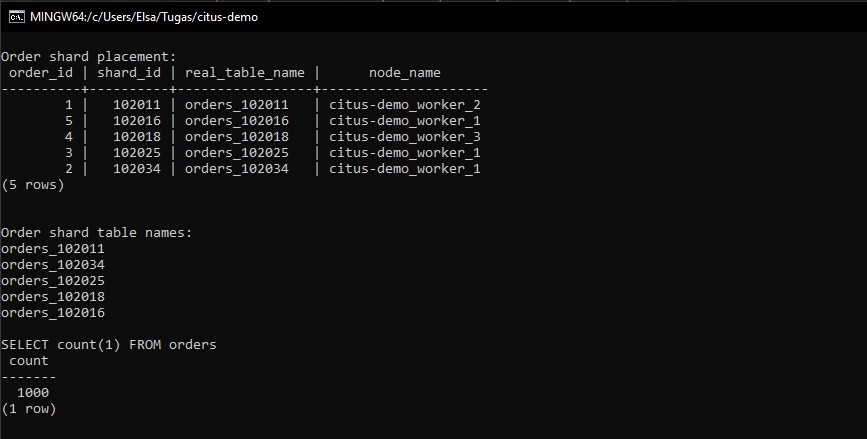 MINGW64:/c/Users/Elsa/Tugas/citus-demo
Order shard placement:
 order_id | shard_id | real_table_name |      node_name
----------+----------+-----------------+---------------------
        1 |   102011 | orders_102011   | citus-demo_worker_2
        5 |   102016 | orders_102016   | citus-demo_worker_1
        4 |   102018 | orders_102018   | citus-demo_worker_3
        3 |   102025 | orders_102025   | citus-demo_worker_1
        2 |   102034 | orders_102034   | citus-demo_worker_1
(5 rows)
Order shard table names:
orders_102011
orders_102034
orders_102025
orders_102018
orders_102016
SELECT count(1) FROM orders
 count
-------
  1000
(1 row)